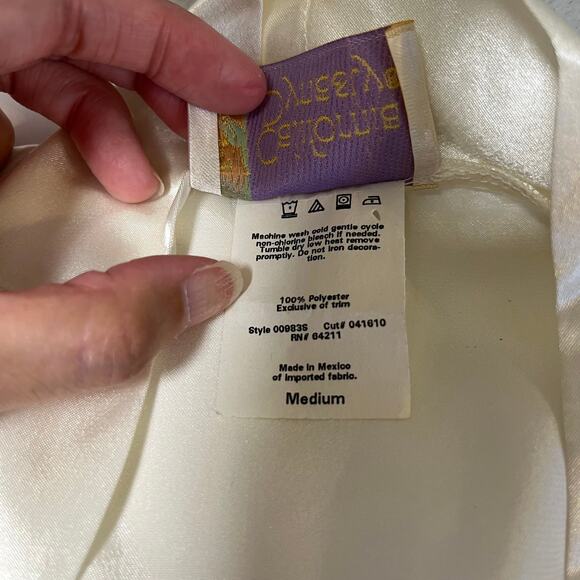 California
Dynasty
Machine wash cold gentle cycle
non-chlorine bleach if needed.
Tumble dry low heat remove
promptly. Do not iron decora-
tion.
100% Polyester
Exclusive of trim
Style 00983S Cut# 041610
RN# 64211
Made in Mexico
of imported fabric.
Medium